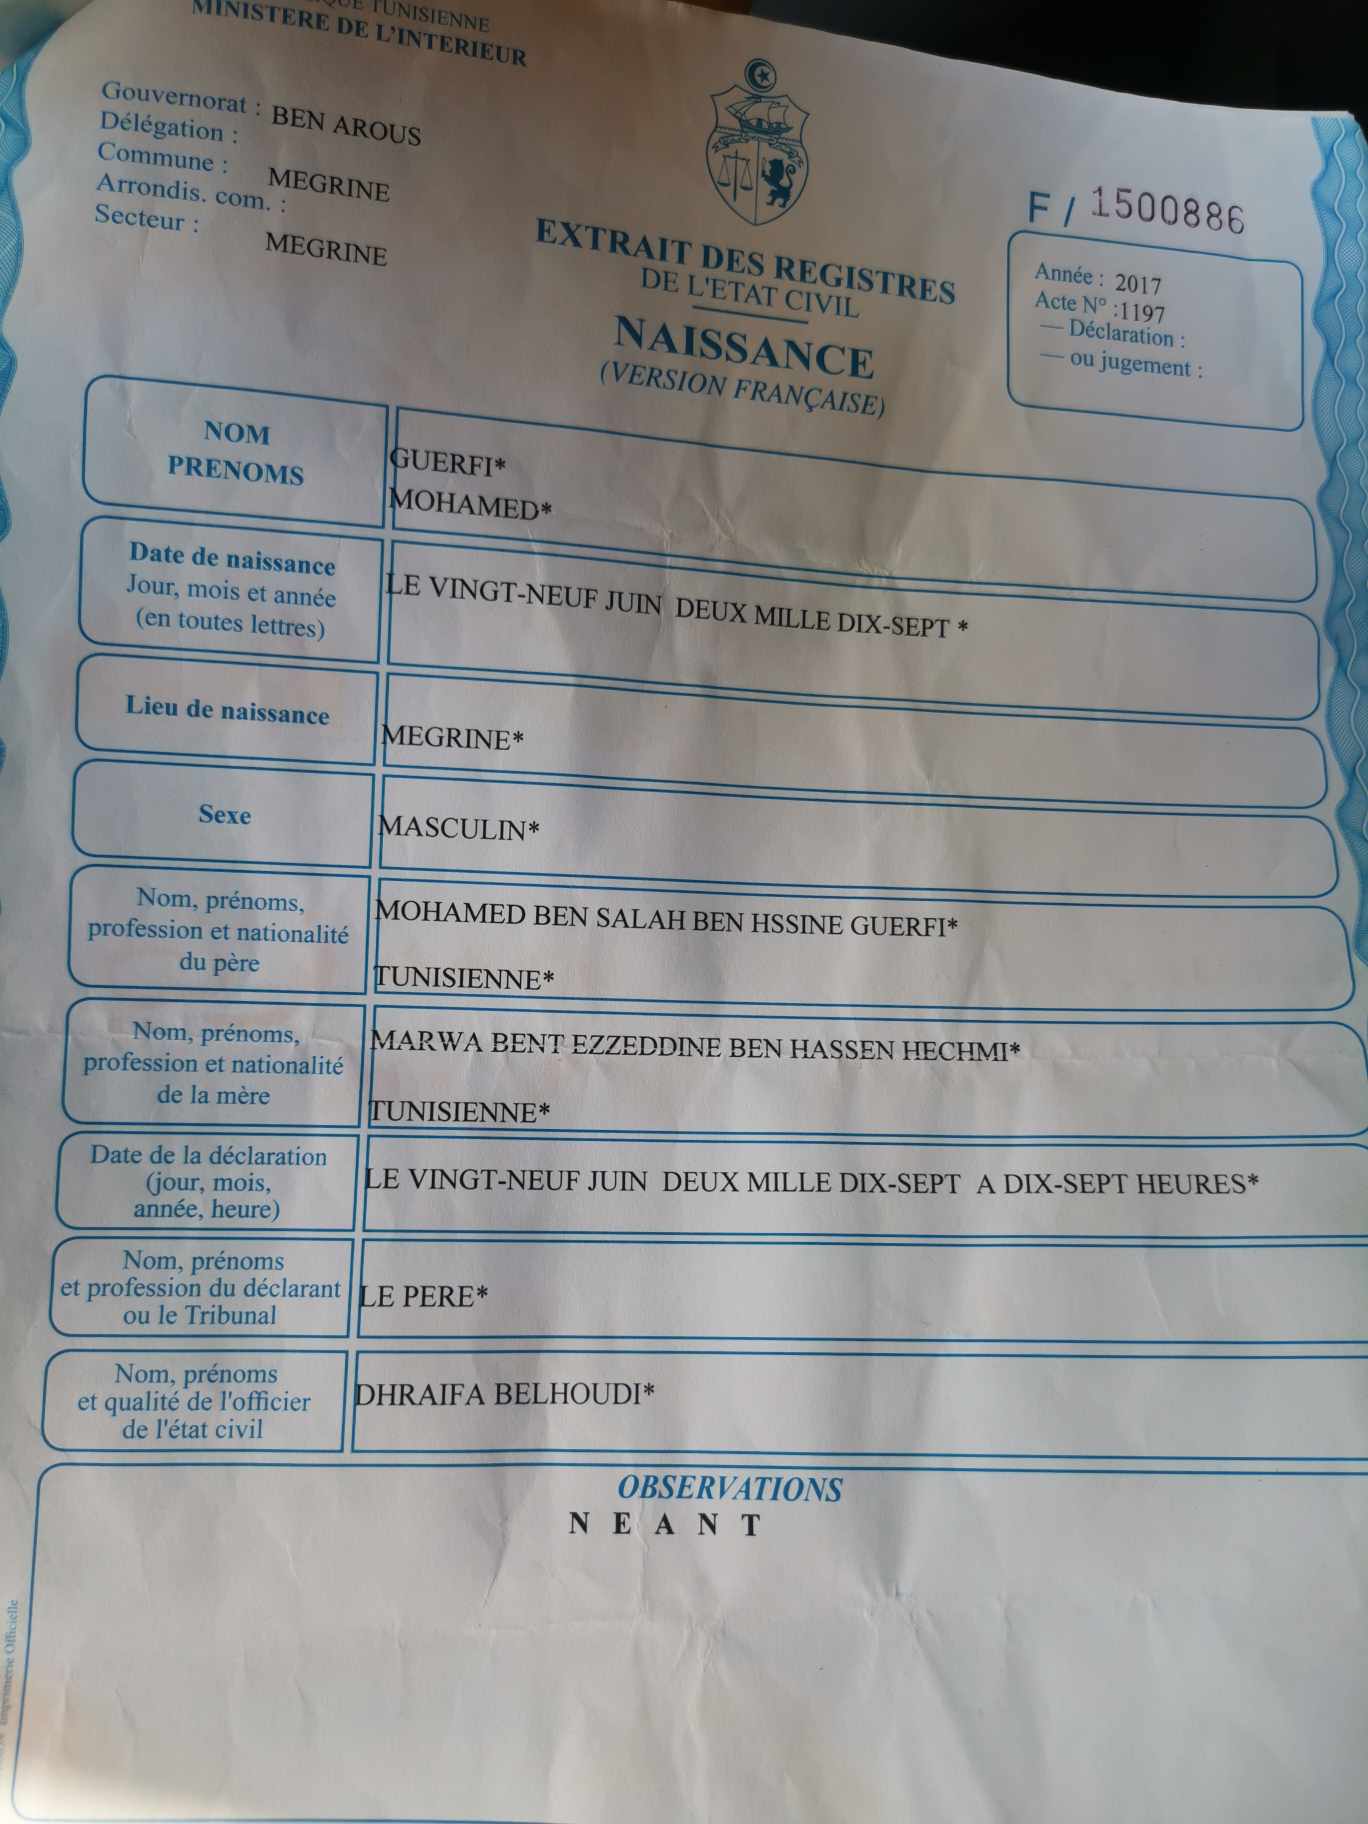 TUNISIENNE
MINISTERE DE L'INTERIEUR
Gouvernorat : BEN AROUS
Délégation :
Commune : MEGRINE
Arrondis. com. :
Secteur : MEGRINE
F / 1500886
Année : 2017
Acte N° :1197
— Déclaration :
— ou jugement :
EXTRAIT DES REGISTRES
DE L'ETAT CIVIL
NAISSANCE
(VERSION FRANÇAISE)
NOM
PRENOMS
GUERFI*
MOHAMED*
Date de naissance
Jour, mois et année
(en toutes lettres)
LE VINGT-NEUF JUIN DEUX MILLE DIX-SEPT *
Lieu de naissance
MEGRINE*
Sexe
MASCULIN*
Nom, prénoms,
profession et nationalité
du père
MOHAMED BEN SALAH BEN HSSINE GUERFI*
TUNISIENNE*
Nom, prénoms,
profession et nationalité
de la mère
MARWA BENT EZZEDDINE BEN HASSEN HECHMI*
TUNISIENNE*
Date de la déclaration
(jour, mois,
année, heure)
LE VINGT-NEUF JUIN DEUX MILLE DIX-SEPT A DIX-SEPT HEURES*
Nom, prénoms
et profession du déclarant
ou le Tribunal
LE PERE*
Nom, prénoms
et qualité de l'officier
de l'état civil
DHRAIFA BELHOUDI*
OBSERVATIONS
N E A N T
Imprimerie Officielle